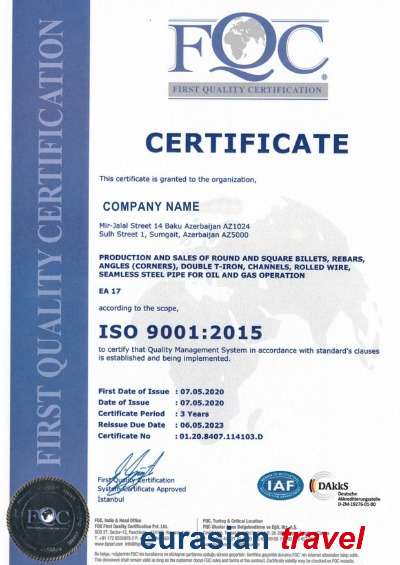 FQC
FIRST QUALITY CERTIFICATION
FIRST QUALITY CERTIFICATION
CERTIFICATE
This certificate is granted to the organization,
COMPANY NAME
Mir-Jalal Street 14 Baku Azerbaijan AZ1024
Sulh Street 1, Sumgait, Azerbaijan AZ5000
PRODUCTION AND SALES OF ROUND AND SQUARE BILLETS, REBARS,
ANGLES (CORNERS), DOUBLE T-IRON, CHANNELS, ROLLED WIRE,
SEAMLESS STEEL PIPE FOR OIL AND GAS OPERATION
EA 17
according to the scope,
ISO 9001:2015
to certify that Quality Management System in accordance with standard's clauses
is established and being implemented.
First Date of Issue : 07.05.2020
Date of Issue : 07.05.2020
Certificate Period : 3 Years
Reissue Due Date : 06.05.2023
Certificate No : 01.20.8407.114103.D
First Quality Certification
System Certificate Approved
Istanbul
IAF
DAkkS
Deutsche
Akkreditierungsstelle
D-ZM-19276-01-00
FQC
FQC, India & Head Office
FQC First Quality Certification Pvt. Ltd.
FQC, Turkey & Critical Location
eurasian travel